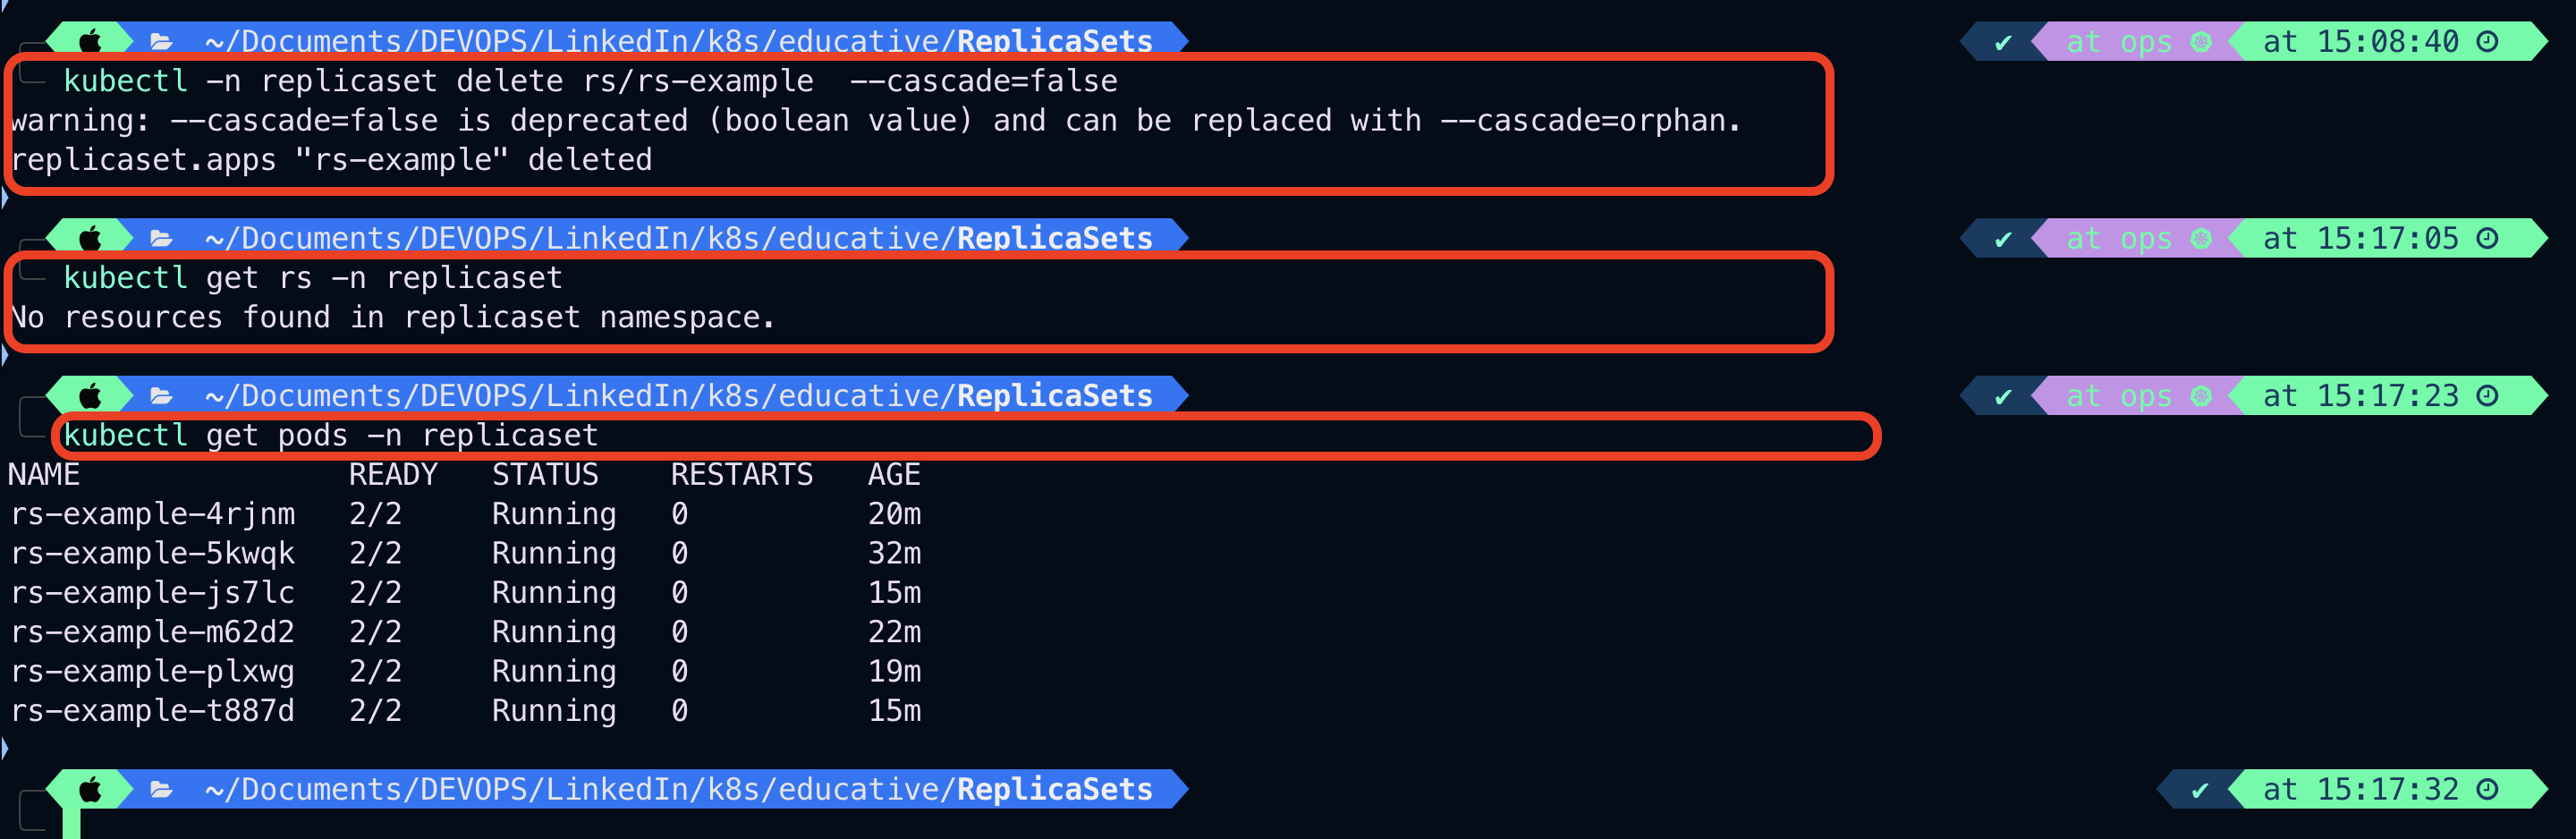 ~/Documents/DEVOPS/LinkedIn/k8s/educative/ReplicaSets ✔ at ops at 15:08:40
kubectl -n replicaset delete rs/rs-example  --cascade=false
warning: --cascade=false is deprecated (boolean value) and can be replaced with --cascade=orphan.
replicaset.apps "rs-example" deleted
~/Documents/DEVOPS/LinkedIn/k8s/educative/ReplicaSets ✔ at ops at 15:17:05
kubectl get rs -n replicaset
No resources found in replicaset namespace.
~/Documents/DEVOPS/LinkedIn/k8s/educative/ReplicaSets ✔ at ops at 15:17:23
kubectl get pods -n replicaset
NAME               READY   STATUS    RESTARTS   AGE
rs-example-4rjnm   2/2     Running   0          20m
rs-example-5kwqk   2/2     Running   0          32m
rs-example-js7lc   2/2     Running   0          15m
rs-example-m62d2   2/2     Running   0          22m
rs-example-plxwg   2/2     Running   0          19m
rs-example-t887d   2/2     Running   0          15m
~/Documents/DEVOPS/LinkedIn/k8s/educative/ReplicaSets ✔ at 15:17:32